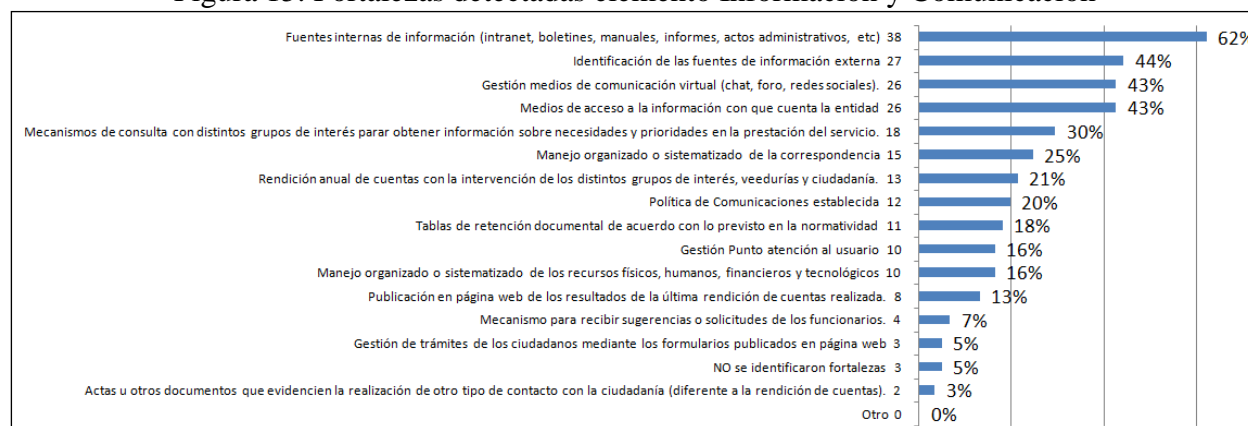 Fuentes internas de información (intranet, boletines, manuales, informes, actos administrativos, etc) 38 62%
Identificación de las fuentes de información externa 27 44%
Gestión medios de comunicación virtual (chat, foro, redes sociales). 26 43%
Medios de acceso a la información con que cuenta la entidad 26 43%
Mecanismos de consulta con distintos grupos de interés parar obtener información sobre necesidades y prioridades en la prestación del servicio. 18 30%
Manejo organizado o sistematizado de la correspondencia 15 25%
Rendición anual de cuentas con la intervención de los distintos grupos de interés, veedurías y ciudadanía. 13 21%
Política de Comunicaciones establecida 12 20%
Tablas de retención documental de acuerdo con lo previsto en la normatividad 11 18%
Gestión Punto atención al usuario 10 16%
Manejo organizado o sistematizado de los recursos físicos, humanos, financieros y tecnológicos 10 16%
Publicación en página web de los resultados de la última rendición de cuentas realizada. 8 13%
Mecanismo para recibir sugerencias o solicitudes de los funcionarios. 4 7%
Gestión de trámites de los ciudadanos mediante los formularios publicados en página web 3 5%
NO se identificaron fortalezas 3 5%
Actas u otros documentos que evidencien la realización de otro tipo de contacto con la ciudadanía (diferente a la rendición de cuentas). 2 3%
Otro 0 0%